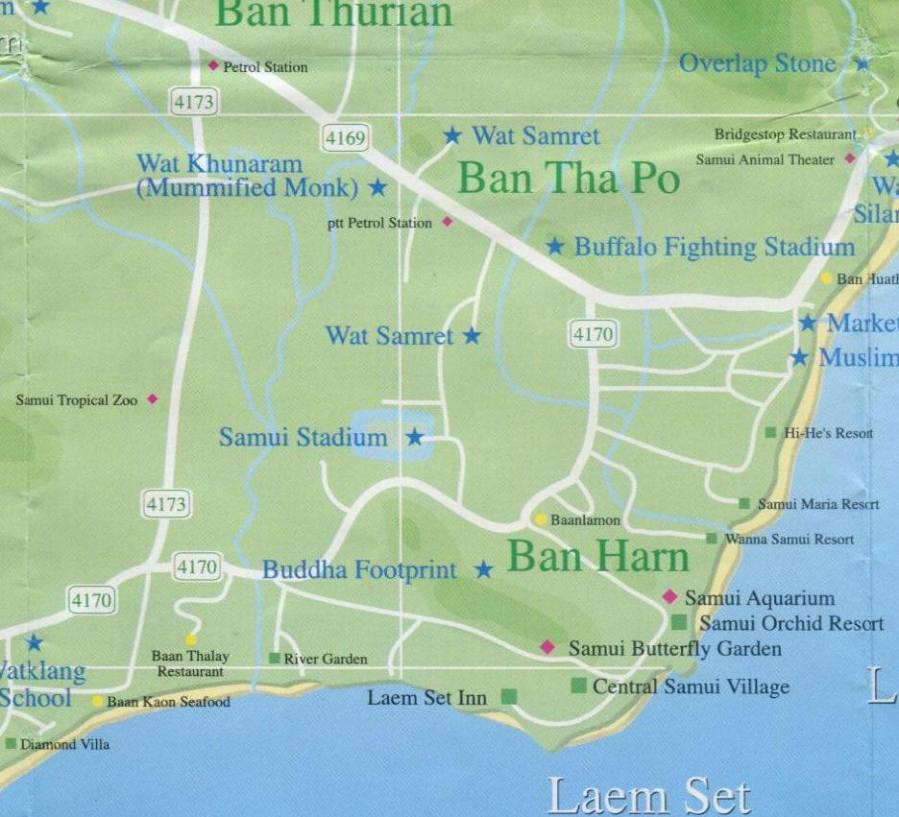 m
Ban Thurian
Petrol Station
Overlap Stone
4173
Bridgestop Restaurant
4169
Wat Samret
Samui Animal Theater
Wat Khunaram
(Mummified Monk)
Ban Tha Po
ptt Petrol Station
Buffalo Fighting Stadium
Ban Huath
Market
4170
Wat Samret
Muslim
Samui Tropical Zoo
Samui Stadium
Hi-He's Resort
4173
Samui Maria Resort
Baanlamon
Wanna Samui Resort
4170
Buddha Footprint
Ban Harn
4170
Samui Aquarium
Samui Orchid Resort
Samui Butterfly Garden
Baan Thalay
Restaurant
River Garden
Watklang
School
Central Samui Village
Laem Set Inn
Baan Kaon Seafood
L
Diamond Villa
Laem Set